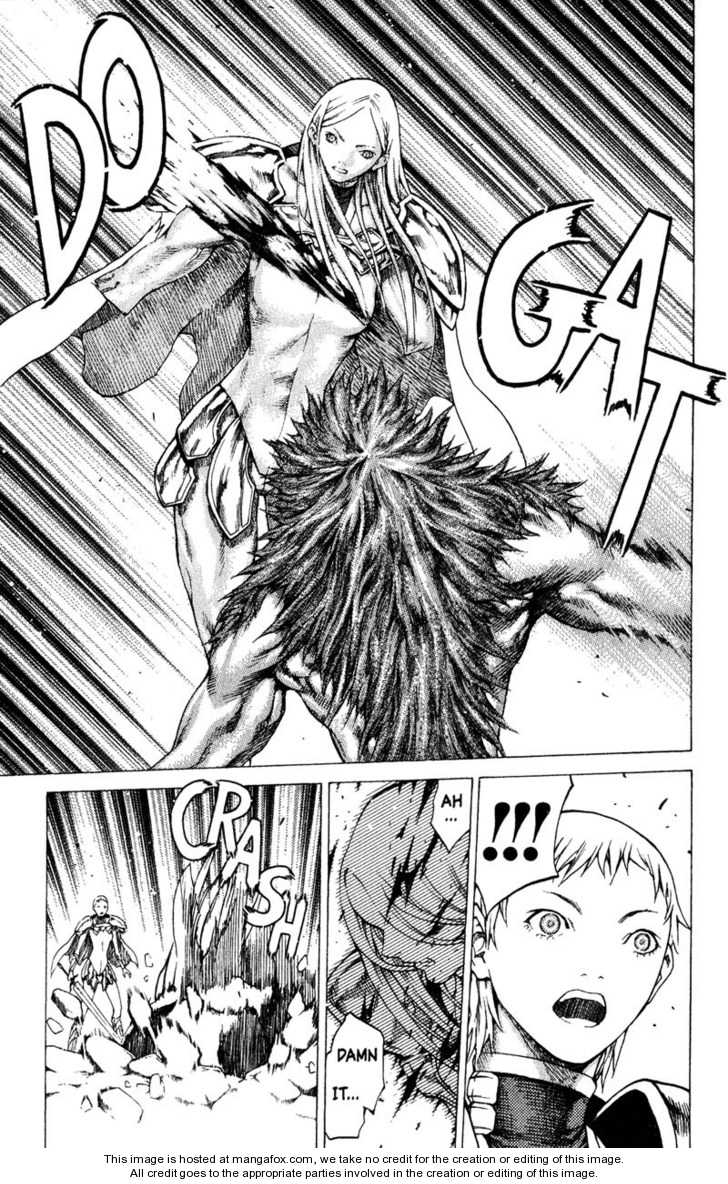 DO
GAT
!!!
AH
...
DAMN
IT...
CRASH
This image is hosted at mangafox.com, we take no credit for the creation or editing of this image.
All credit goes to the appropriate parties involved in the creation or editing of this image.